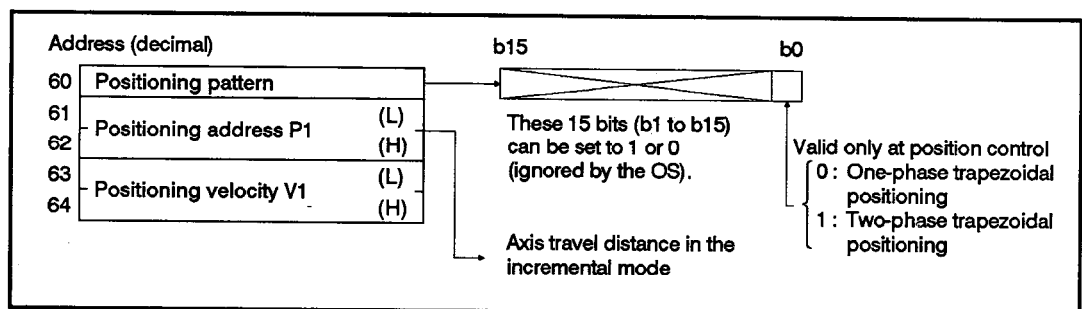 Address (decimal)
b15 b0
60 Positioning pattern
61 (L)
Positioning address P1
62 (H)
63 (L)
Positioning velocity V1
64 (H)
These 15 bits (b1 to b15)
can be set to 1 or 0
(ignored by the OS).
Valid only at position control
0 : One-phase trapezoidal
positioning
1 : Two-phase trapezoidal
positioning
Axis travel distance in the
incremental mode